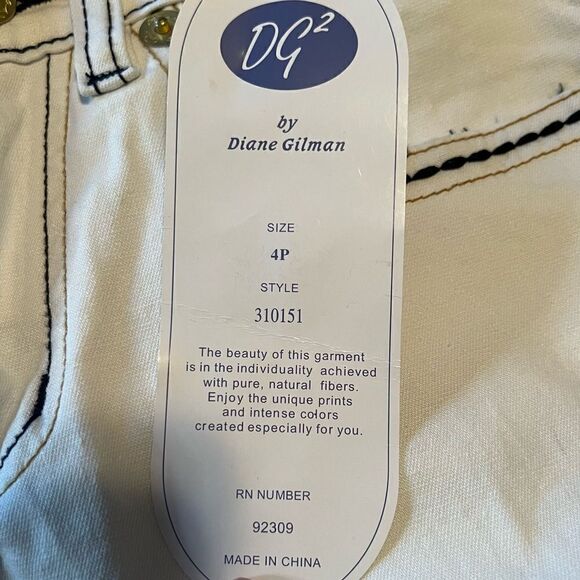 DG²
by
Diane Gilman
SIZE
4P
STYLE
310151
The beauty of this garment
is in the individuality achieved
with pure, natural fibers.
Enjoy the unique prints
and intense colors
created especially for you.
RN NUMBER
92309
MADE IN CHINA